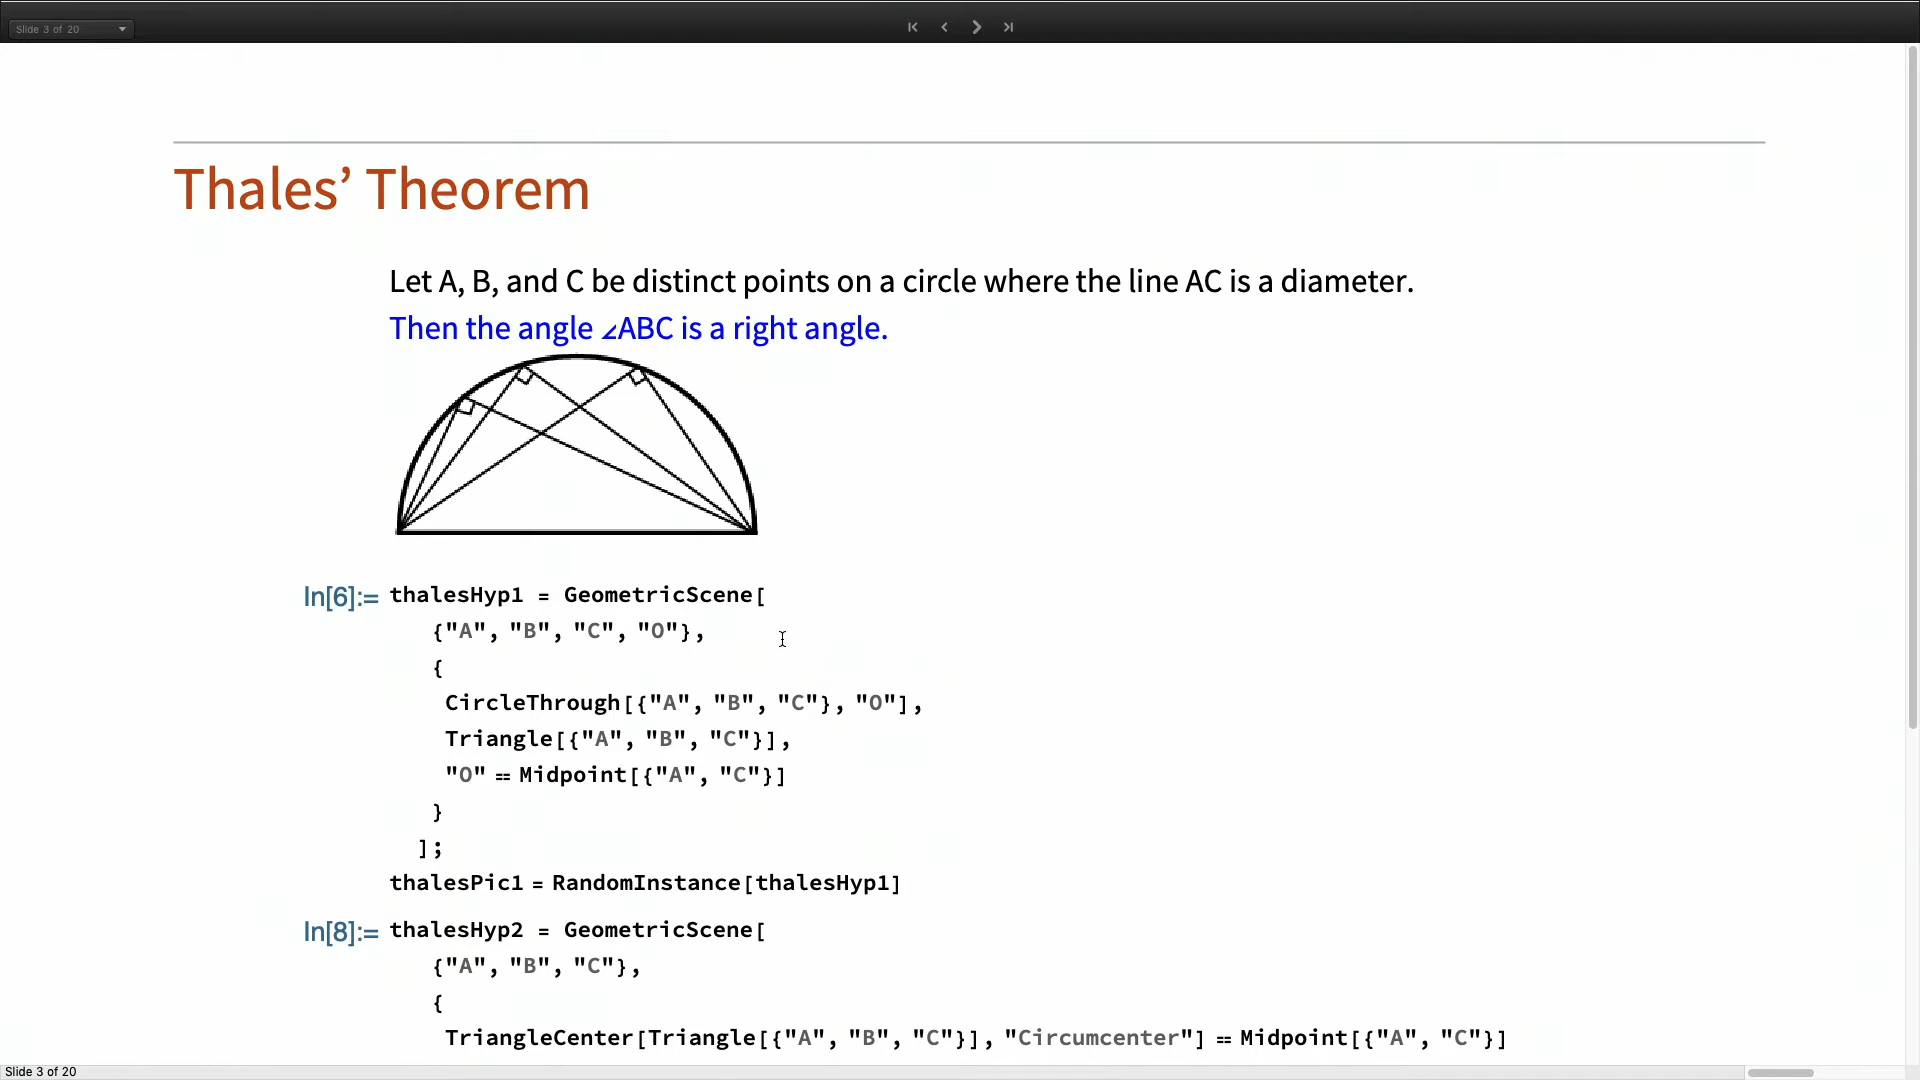 Slide 3 of 20
Thales’ Theorem
Let A, B, and C be distinct points on a circle where the line AC is a diameter.
Then the angle ∠ABC is a right angle.
In[6]:= thalesHyp1 = GeometricScene[
{"A", "B", "C", "O"},
{
CircleThrough[{"A", "B", "C"}, "O"],
Triangle[{"A", "B", "C"}],
"O" == Midpoint[{"A", "C"}]
}
];
thalesPic1 = RandomInstance[thalesHyp1]
In[8]:= thalesHyp2 = GeometricScene[
{"A", "B", "C"},
{
TriangleCenter[Triangle[{"A", "B", "C"}], "Circumcenter"] == Midpoint[{"A", "C"}]
Slide 3 of 20